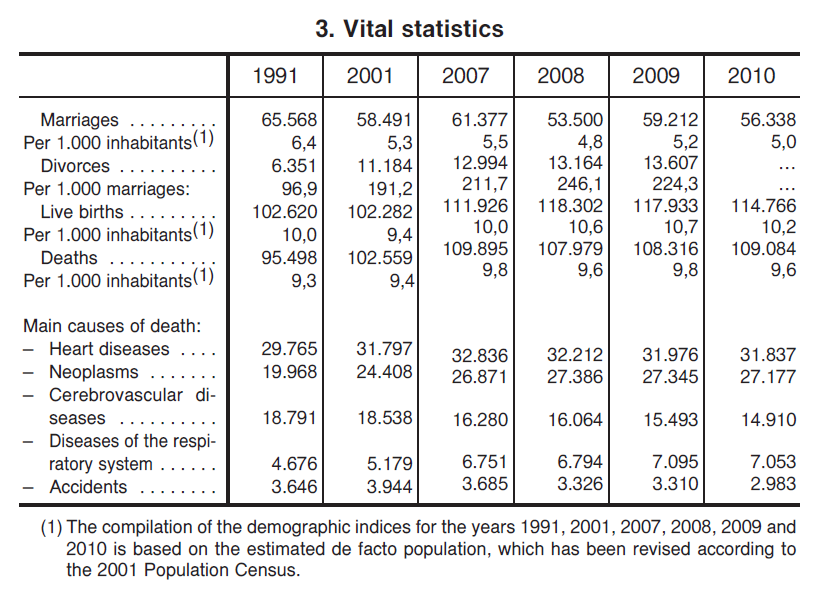 3. Vital statistics
1991 2001 2007 2008 2009 2010
Marriages ......... 65.568 58.491 61.377 53.500 59.212 56.338
Per 1.000 inhabitants(1) 6,4 5,3 5,5 4,8 5,2 5,0
Divorces .......... 6.351 11.184 12.994 13.164 13.607 ...
Per 1.000 marriages: 96,9 191,2 211,7 246,1 224,3 ...
Live births ......... 102.620 102.282 111.926 118.302 117.933 114.766
Per 1.000 inhabitants(1) 10,0 9,4 10,0 10,6 10,7 10,2
Deaths ........... 95.498 102.559 109.895 107.979 108.316 109.084
Per 1.000 inhabitants(1) 9,3 9,4 9,8 9,6 9,8 9,6
Main causes of death:
– Heart diseases .... 29.765 31.797 32.836 32.212 31.976 31.837
– Neoplasms ....... 19.968 24.408 26.871 27.386 27.345 27.177
– Cerebrovascular di-
seases .......... 18.791 18.538 16.280 16.064 15.493 14.910
– Diseases of the respi-
ratory system ...... 4.676 5.179 6.751 6.794 7.095 7.053
– Accidents ........ 3.646 3.944 3.685 3.326 3.310 2.983
(1) The compilation of the demographic indices for the years 1991, 2001, 2007, 2008, 2009 and
2010 is based on the estimated de facto population, which has been revised according to
the 2001 Population Census.